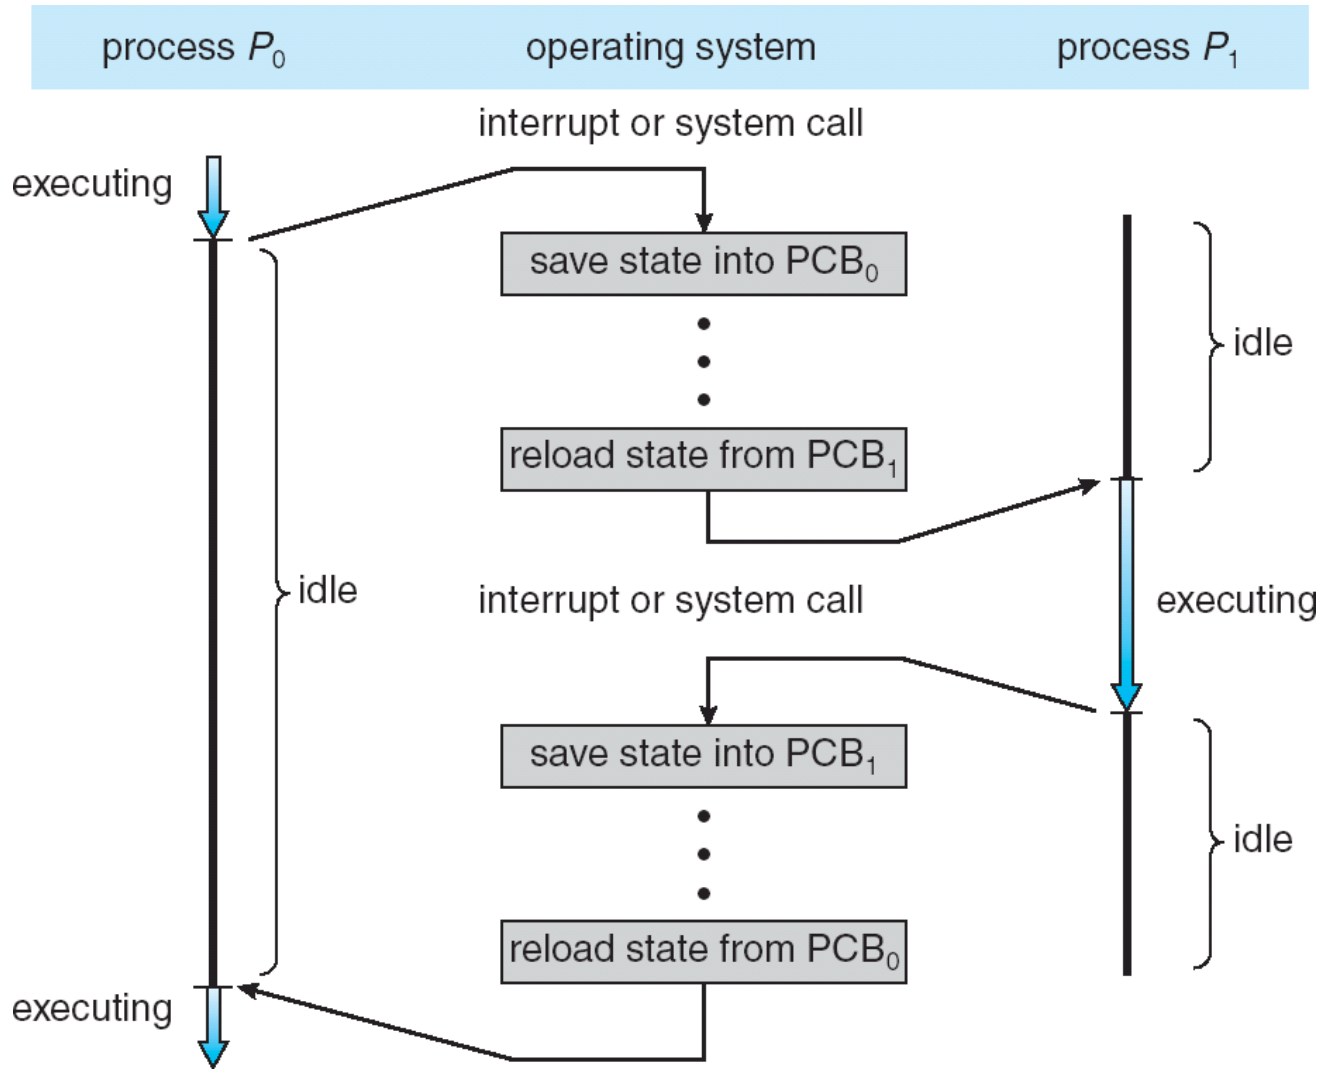 process P₀ operating system process P₁
interrupt or system call
executing
save state into PCB₀
idle
reload state from PCB₁
idle
interrupt or system call
executing
save state into PCB₁
idle
reload state from PCB₀
executing